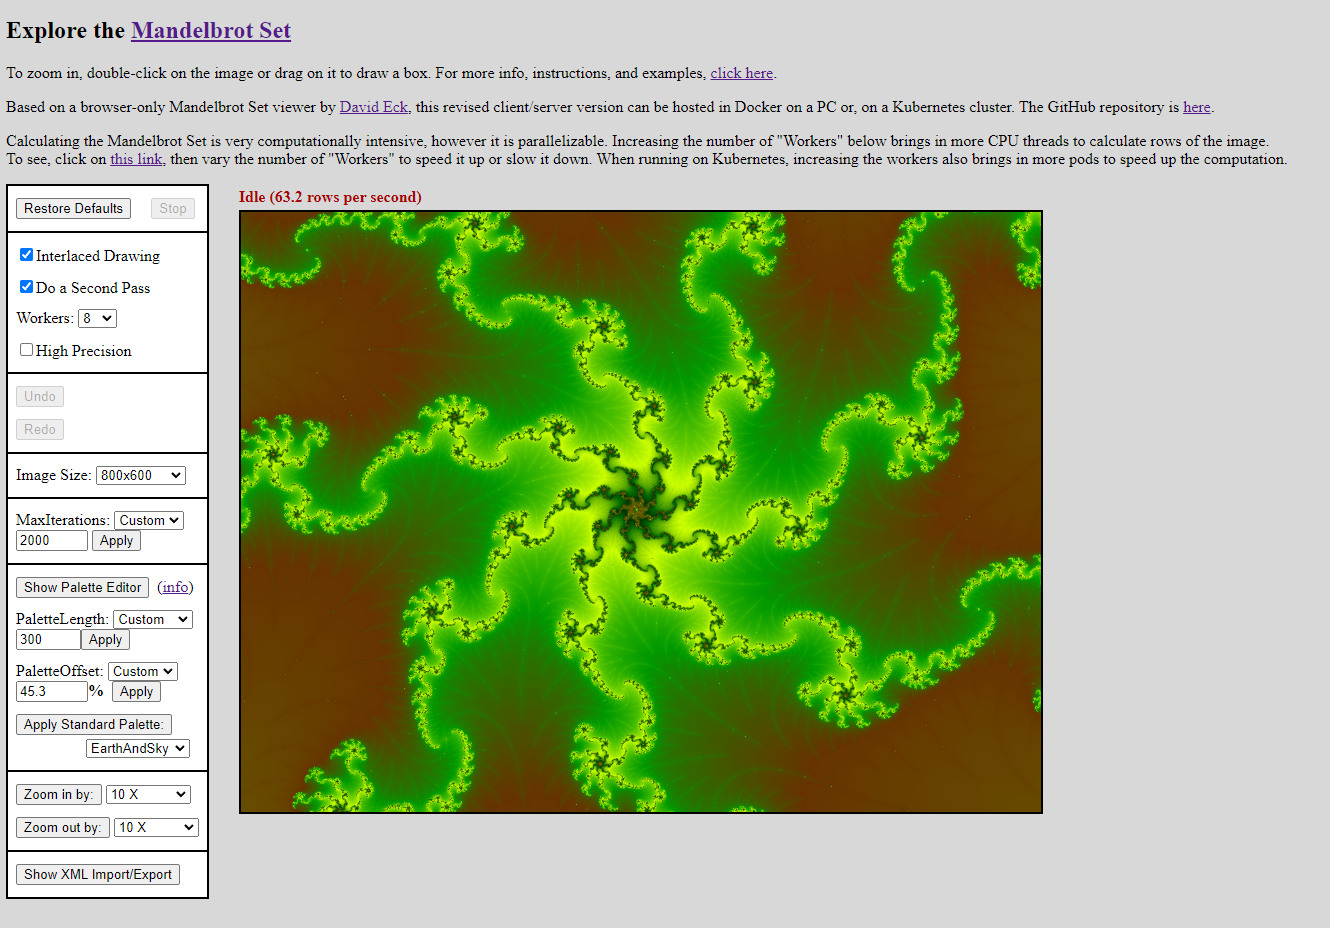 Explore the Mandelbrot Set
To zoom in, double-click on the image or drag on it to draw a box. For more info, instructions, and examples, click here.
Based on a browser-only Mandelbrot Set viewer by David Eck, this revised client/server version can be hosted in Docker on a PC or, on a Kubernetes cluster. The GitHub repository is here.
Calculating the Mandelbrot Set is very computationally intensive, however it is parallelizable. Increasing the number of "Workers" below brings in more CPU threads to calculate rows of the image.
To see, click on this link, then vary the number of "Workers" to speed it up or slow it down. When running on Kubernetes, increasing the workers also brings in more pods to speed up the computation.
Restore Defaults Stop
Idle (63.2 rows per second)
Interlaced Drawing
Do a Second Pass
Workers: 8
High Precision
Undo
Redo
Image Size: 800x600
MaxIterations: Custom
2000 Apply
Show Palette Editor (info)
PaletteLength: Custom
300 Apply
PaletteOffset: Custom
45.3 % Apply
Apply Standard Palette:
EarthAndSky
Zoom in by: 10 X
Zoom out by: 10 X
Show XML Import/Export